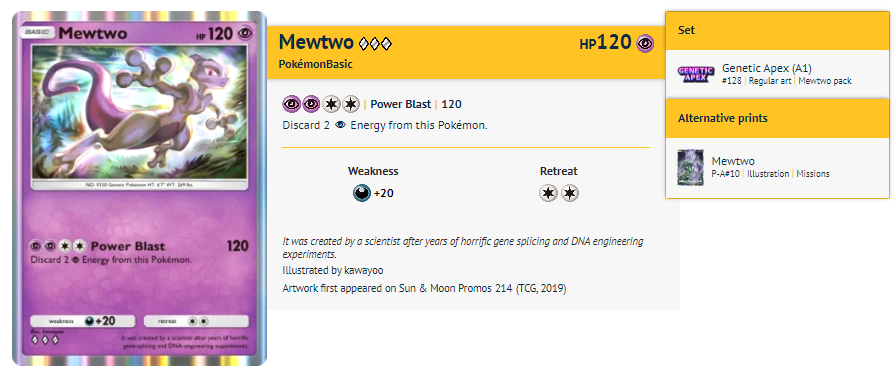 BASIC
Mewtwo
HP 120
NO. 0150 Genetic Pokémon HT: 6'7" WT: 269 lbs.
Power Blast 120
Discard 2 Energy from this Pokémon.
weakness +20 retreat
Illus. kawayoo
It was created by a scientist after years of horrific
gene-splicing and DNA-engineering experiments.
Mewtwo
HP120
PokémonBasic
| Power Blast | 120
Discard 2 Energy from this Pokémon.
Weakness
+20
Retreat
It was created by a scientist after years of horrific gene splicing and DNA engineering
experiments.
Illustrated by kawayoo
Artwork first appeared on Sun & Moon Promos 214 (TCG, 2019)
Set
GENETIC
APEX
Genetic Apex (A1)
#128 | Regular art | Mewtwo pack
Alternative prints
Mewtwo
P-A#10 | Illustration | Missions